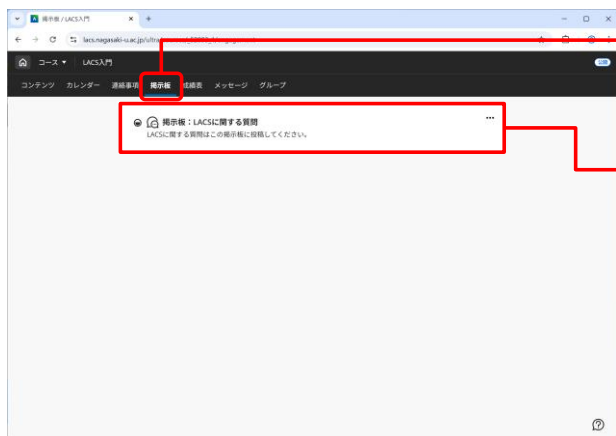 掲示板 / LACS入門
lacs.nagasaki-u.ac.jp/ultra
コース LACS入門 公開
コンテンツ カレンダー 連絡事項 掲示板 成績表 メッセージ グループ
掲示板：LACSに関する質問
LACSに関する質問はこの掲示板に投稿してください。